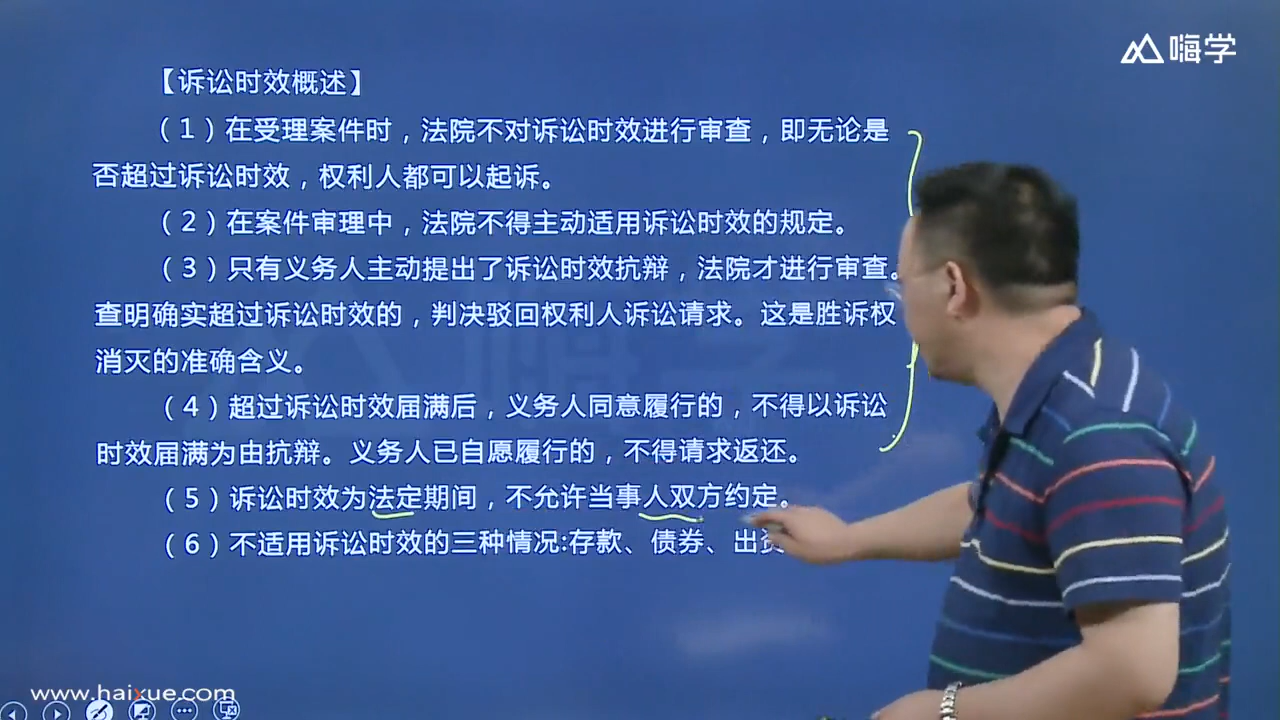 嗨学
【诉讼时效概述】
（1）在受理案件时，法院不对诉讼时效进行审查，即无论是
否超过诉讼时效，权利人都可以起诉。
（2）在案件审理中，法院不得主动适用诉讼时效的规定。
（3）只有义务人主动提出了诉讼时效抗辩，法院才进行审查。
查明确实超过诉讼时效的，判决驳回权利人诉讼请求。这是胜诉权
消灭的准确含义。
（4）超过诉讼时效届满后，义务人同意履行的，不得以诉讼
时效届满为由抗辩。义务人已自愿履行的，不得请求返还。
（5）诉讼时效为法定期间，不允许当事人双方约定。
（6）不适用诉讼时效的三种情况:存款、债券、出资
www.haixue.com